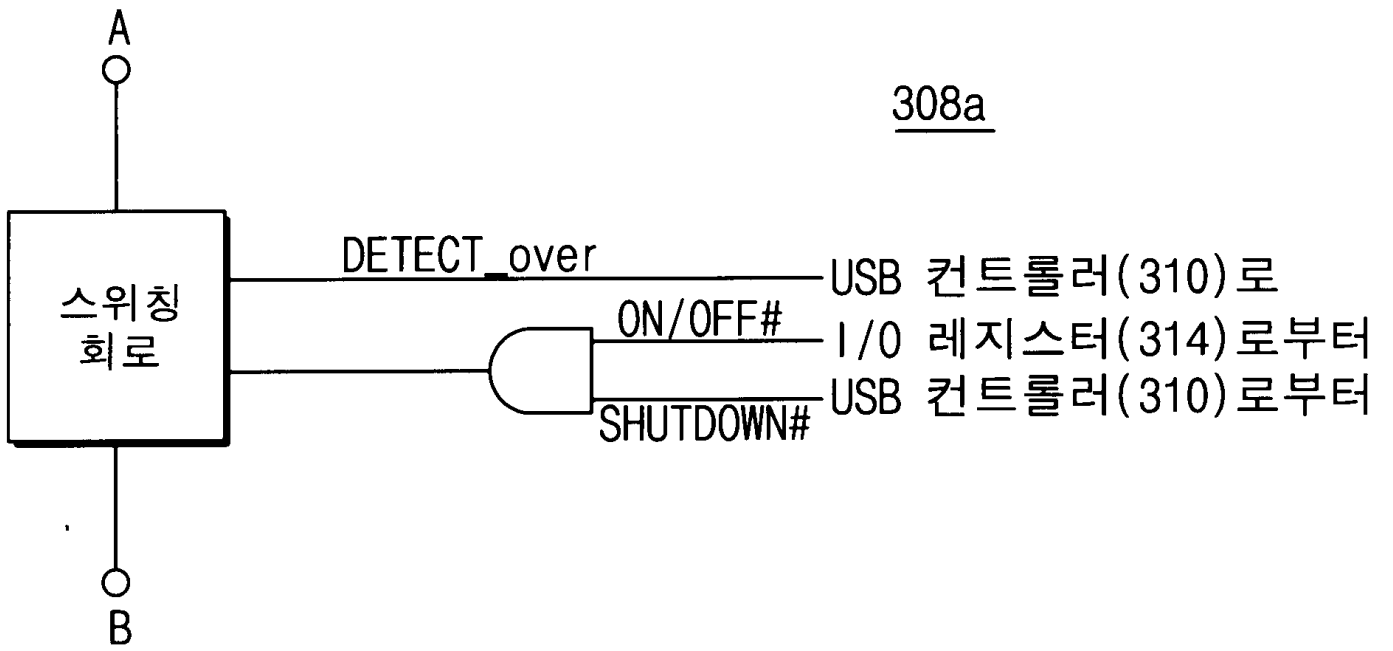 A
308a
DETECT_over
USB 컨트롤러(310)로
스위칭
회로
ON/OFF#
I/O 레지스터(314)로부터
USB 컨트롤러(310)로부터
SHUTDOWN#
B